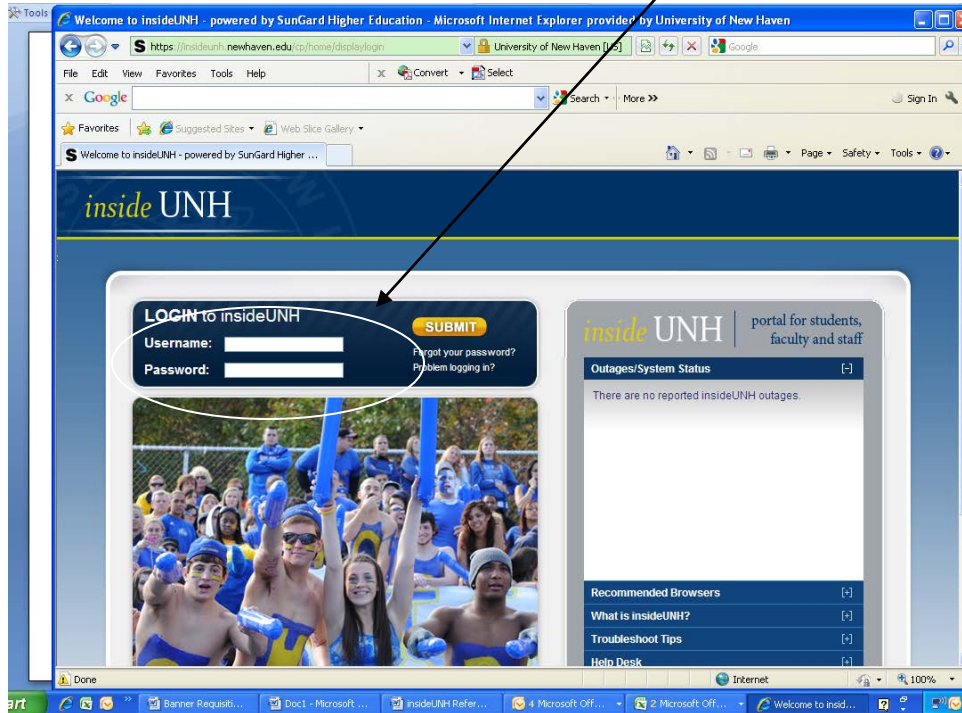 Tools
Welcome to insideUNH - powered by SunGard Higher Education - Microsoft Internet Explorer provided by University of New Haven
https://insideunh.newhaven.edu/cp/home/displaylogin
University of New Haven [US]
Google
File Edit View Favorites Tools Help
x Convert Select
x Google
Search More >>
Sign In
Favorites Suggested Sites Web Slice Gallery
Welcome to insideUNH - powered by SunGard Higher ...
Page Safety Tools
inside UNH
LOGIN to insideUNH
Username:
Password:
SUBMIT
Forgot your password?
Problem logging in?
inside UNH
portal for students,
faculty and staff
Outages/System Status [-]
There are no reported insideUNH outages.
Recommended Browsers [+]
What is insideUNH? [+]
Troubleshoot Tips [+]
Help Desk [+]
Done
Internet
100%
art
Banner Requisiti...
Doc1 - Microsoft ...
insideUNH Refer...
4 Microsoft Off...
2 Microsoft Off...
Welcome to insid...